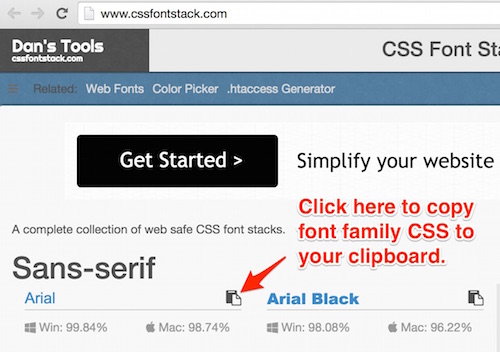 www.cssfontstack.com
Dan's Tools
cssfontstack.com
CSS Font Sta
Related: Web Fonts Color Picker .htaccess Generator
Get Started >
Simplify your website
Click here to copy
font family CSS to
your clipboard.
A complete collection of web safe CSS font stacks.
Sans-serif
Arial
Arial Black
Win: 99.84% Mac: 98.74%
Win: 98.08% Mac: 96.22%